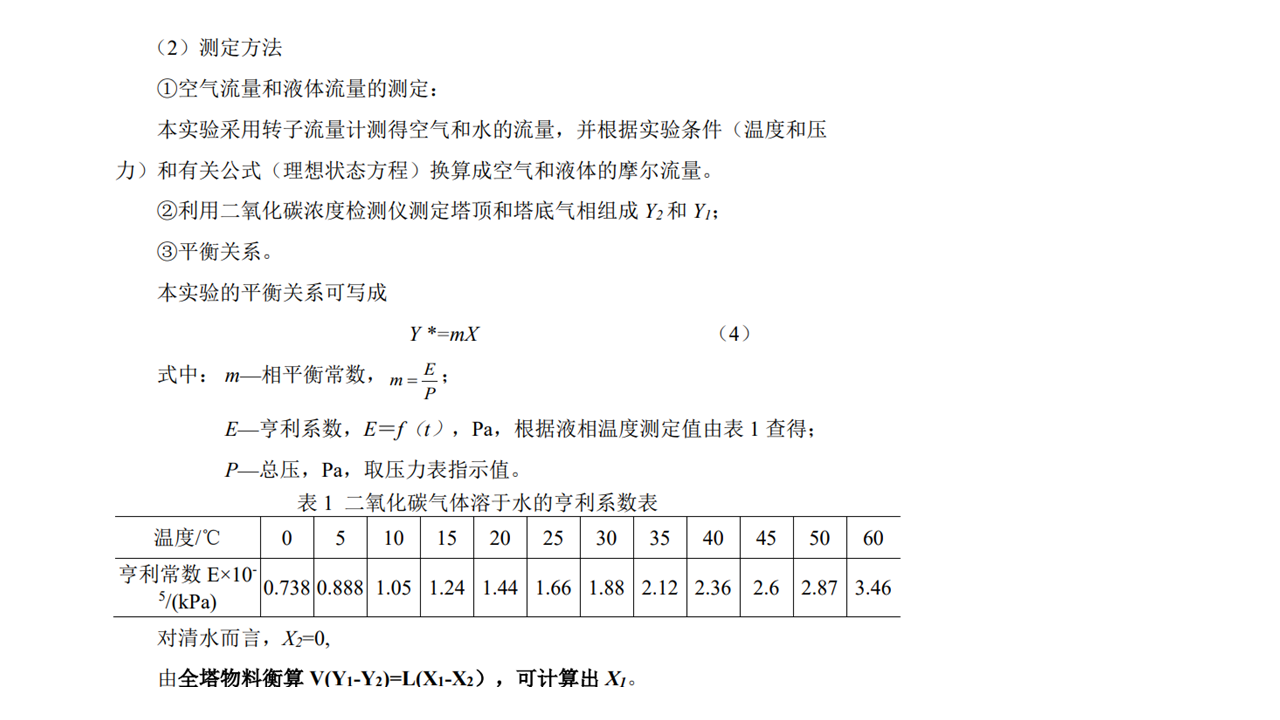 （2）测定方法
①空气流量和液体流量的测定：
本实验采用转子流量计测得空气和水的流量，并根据实验条件（温度和压
力）和有关公式（理想状态方程）换算成空气和液体的摩尔流量。
②利用二氧化碳浓度检测仪测定塔顶和塔底气相组成 Y2 和 Y1；
③平衡关系。
本实验的平衡关系可写成
Y *=mX （4）
式中： m—相平衡常数， m = E/P ；
E—亨利系数，E＝f（t），Pa，根据液相温度测定值由表 1 查得；
P—总压，Pa，取压力表指示值。
表 1 二氧化碳气体溶于水的亨利系数表
温度/℃ 0 5 10 15 20 25 30 35 40 45 50 60
亨利常数 E×10-
5/(kPa) 0.738 0.888 1.05 1.24 1.44 1.66 1.88 2.12 2.36 2.6 2.87 3.46
对清水而言，X2=0,
由全塔物料衡算 V(Y1-Y2)=L(X1-X2），可计算出 X1。